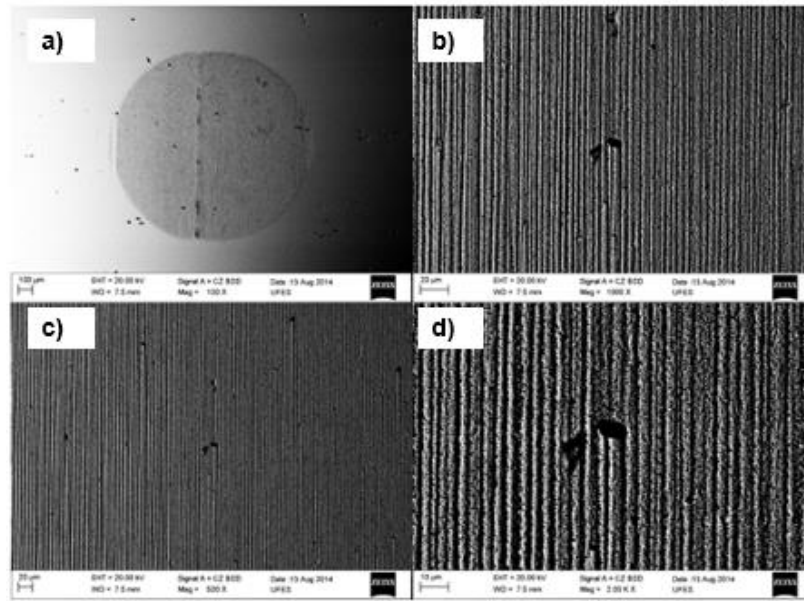 a)
100 µm EHT = 20.00 kV Signal A = CZ BSD Date :13 Aug 2014
WD = 7.5 mm Mag = 100 X UFES
ZEISS
b)
20 µm EHT = 20.00 kV Signal A = CZ BSD Date :13 Aug 2014
WD = 7.5 mm Mag = 1000 X UFES
ZEISS
c)
20 µm EHT = 20.00 kV Signal A = CZ BSD Date :13 Aug 2014
WD = 7.5 mm Mag = 500 X UFES
ZEISS
d)
10 µm EHT = 20.00 kV Signal A = CZ BSD Date :13 Aug 2014
WD = 7.5 mm Mag = 2.00 K X UFES
ZEISS